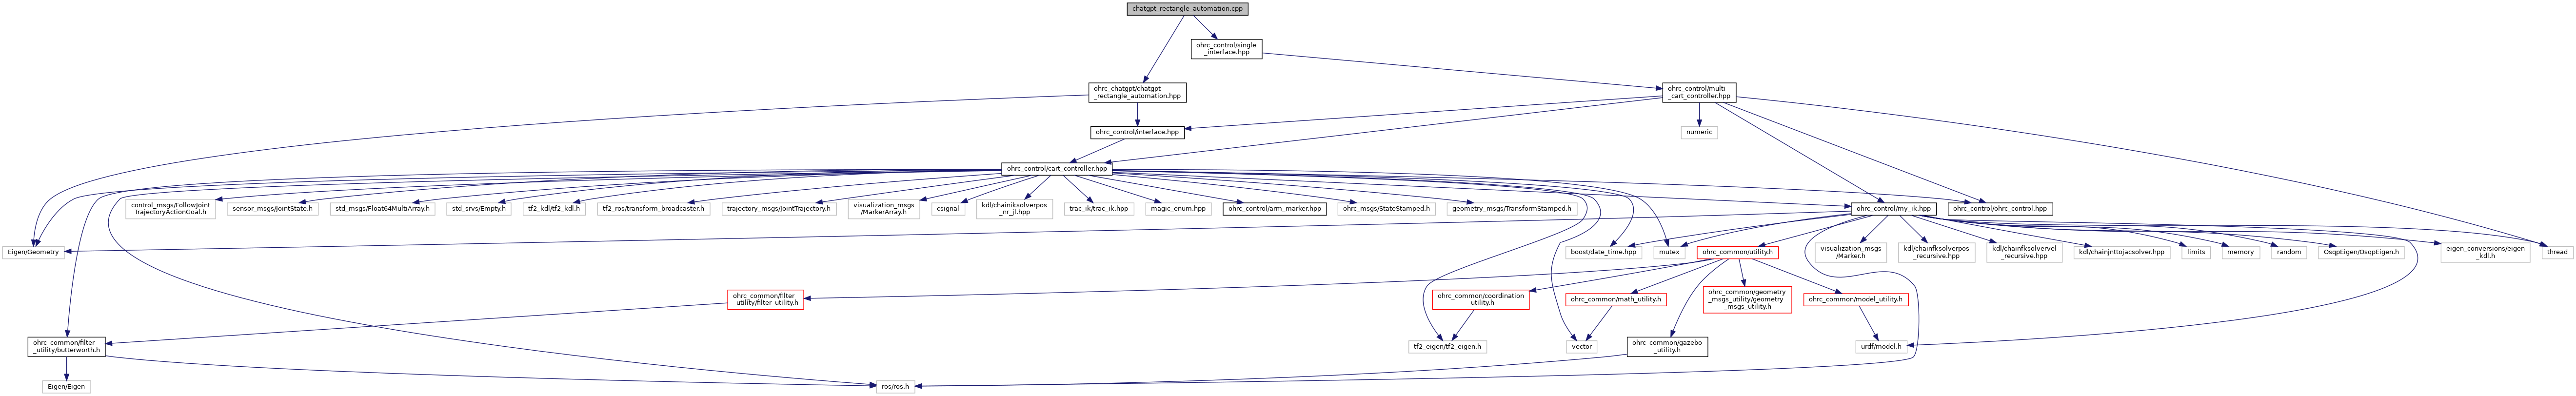 chatgpt_rectangle_automation.cpp
ohrc_control/single
_interface.hpp
ohrc_chatgpt/chatgpt
_rectangle_automation.hpp
ohrc_control/multi
_cart_controller.hpp
ohrc_control/interface.hpp
numeric
ohrc_control/cart_controller.hpp
control_msgs/FollowJoint
TrajectoryActionGoal.h
sensor_msgs/JointState.h
std_msgs/Float64MultiArray.h
std_srvs/Empty.h
tf2_kdl/tf2_kdl.h
tf2_ros/transform_broadcaster.h
trajectory_msgs/JointTrajectory.h
visualization_msgs
/MarkerArray.h
csignal
kdl/chainiksolverpos
_nr_jl.hpp
trac_ik/trac_ik.hpp
magic_enum.hpp
ohrc_control/arm_marker.hpp
ohrc_msgs/StateStamped.h
geometry_msgs/TransformStamped.h
ohrc_control/my_ik.hpp
ohrc_control/ohrc_control.hpp
Eigen/Geometry
boost/date_time.hpp
mutex
ohrc_common/utility.h
visualization_msgs
/Marker.h
kdl/chainfksolverpos
_recursive.hpp
kdl/chainfksolvervel
_recursive.hpp
kdl/chainjnttojacsolver.hpp
limits
memory
random
OsqpEigen/OsqpEigen.h
eigen_conversions/eigen
_kdl.h
thread
ohrc_common/filter
_utility/filter_utility.h
ohrc_common/coordination
_utility.h
ohrc_common/math_utility.h
ohrc_common/geometry
_msgs_utility/geometry
_msgs_utility.h
ohrc_common/model_utility.h
ohrc_common/filter
_utility/butterworth.h
tf2_eigen/tf2_eigen.h
vector
ohrc_common/gazebo
_utility.h
urdf/model.h
Eigen/Eigen
ros/ros.h